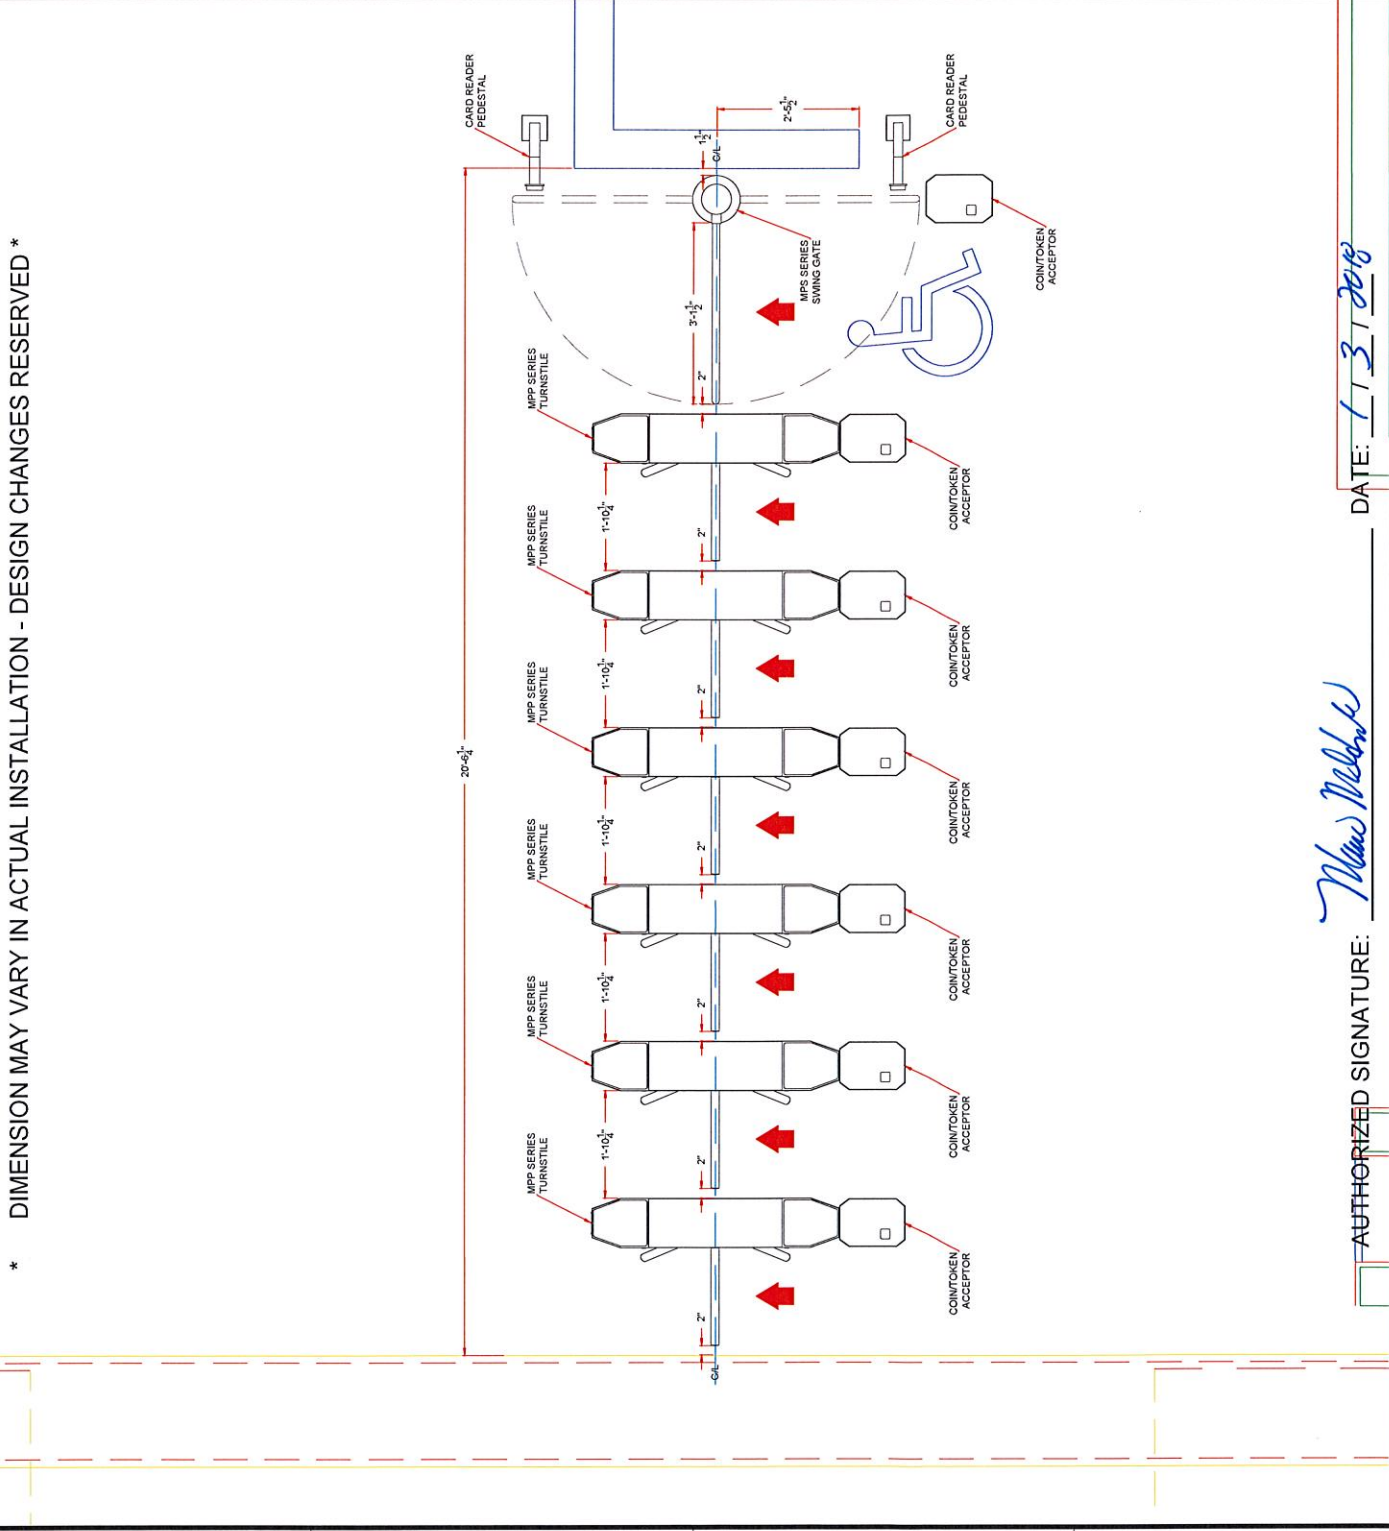 * DIMENSION MAY VARY IN ACTUAL INSTALLATION - DESIGN CHANGES RESERVED *
20'-6¼"
MPP SERIES
TURNSTILE
MPP SERIES
TURNSTILE
MPP SERIES
TURNSTILE
MPP SERIES
TURNSTILE
MPP SERIES
TURNSTILE
MPP SERIES
TURNSTILE
CARD READER
PEDESTAL
1'-10¼"
1'-10¼"
1'-10¼"
1'-10¼"
1'-10¼"
3'-1½"
1½"
C/L
2"
2"
2"
2"
2"
2"
2"
C/L
2'-5½"
MPS SERIES
SWING GATE
CARD READER
PEDESTAL
COIN/TOKEN
ACCEPTOR
COIN/TOKEN
ACCEPTOR
COIN/TOKEN
ACCEPTOR
COIN/TOKEN
ACCEPTOR
COIN/TOKEN
ACCEPTOR
COIN/TOKEN
ACCEPTOR
COIN/TOKEN
ACCEPTOR
AUTHORIZED SIGNATURE: DATE: 1 / 3 / 2018